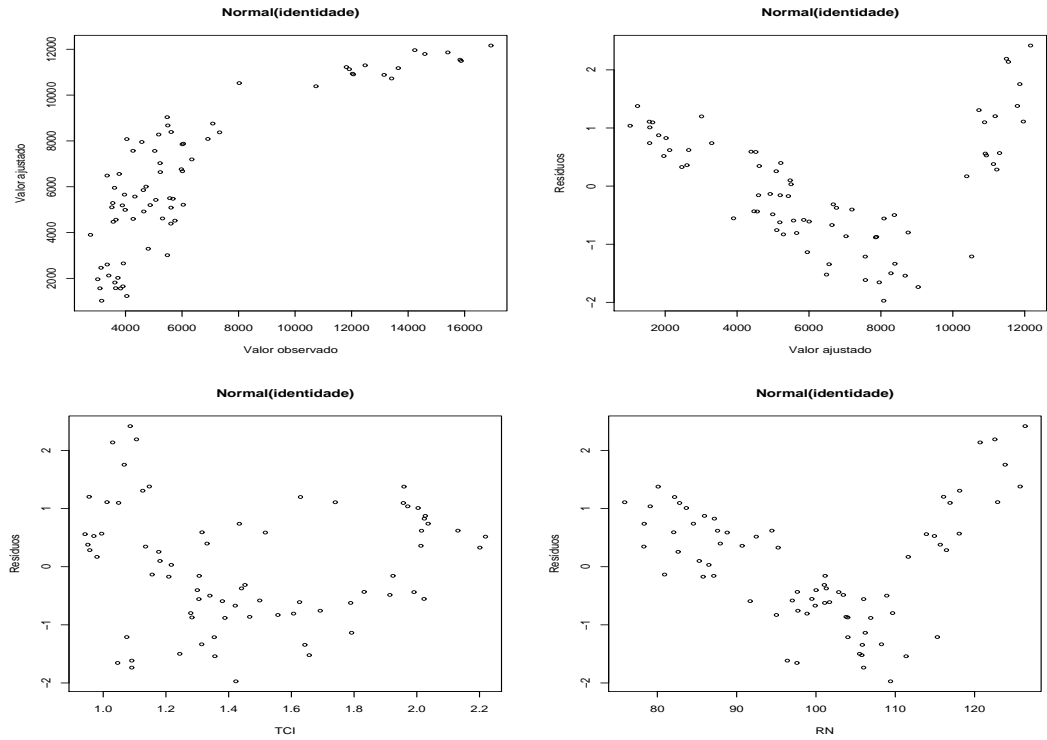 Normal(identidade)
Valor ajustado
12000
10000
8000
6000
4000
2000
4000 6000 8000 10000 12000 14000 16000
Valor observado
Normal(identidade)
Resíduos
2
1
0
−1
−2
2000 4000 6000 8000 10000 12000
Valor ajustado
Normal(identidade)
Resíduos
2
1
0
−1
−2
1.0 1.2 1.4 1.6 1.8 2.0 2.2
TCI
Normal(identidade)
Resíduos
2
1
0
−1
−2
80 90 100 110 120
RN